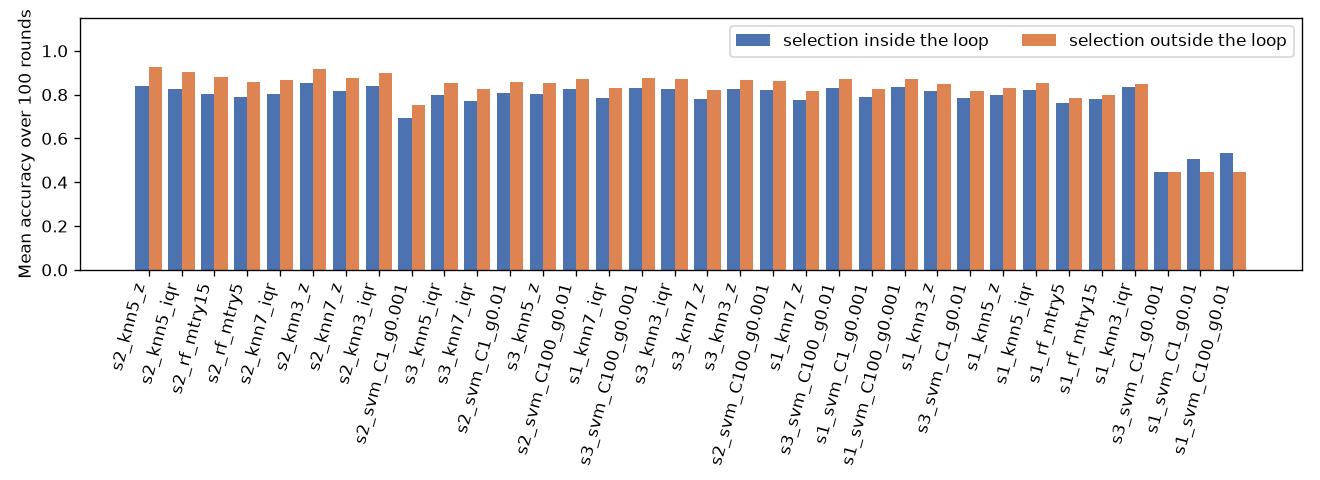 Mean accuracy over 100 rounds
1.0
0.8
0.6
0.4
0.2
0.0
selection inside the loop
selection outside the loop
s2_knn5_z
s2_knn5_iqr
s2_rf_mtry15
s2_rf_mtry5
s2_knn7_iqr
s2_knn3_z
s2_knn7_z
s2_knn3_iqr
s2_svm_C1_g0.001
s3_knn5_iqr
s3_knn7_iqr
s2_svm_C1_g0.01
s3_knn5_z
s2_svm_C100_g0.01
s1_knn7_iqr
s3_svm_C100_g0.001
s3_knn3_iqr
s3_knn7_z
s3_knn3_z
s2_svm_C100_g0.001
s1_knn7_z
s3_svm_C100_g0.01
s1_svm_C1_g0.001
s1_svm_C100_g0.001
s1_knn3_z
s3_svm_C1_g0.01
s1_knn5_z
s1_knn5_iqr
s1_rf_mtry5
s1_rf_mtry15
s1_knn3_iqr
s3_svm_C1_g0.001
s1_svm_C1_g0.01
s1_svm_C100_g0.01